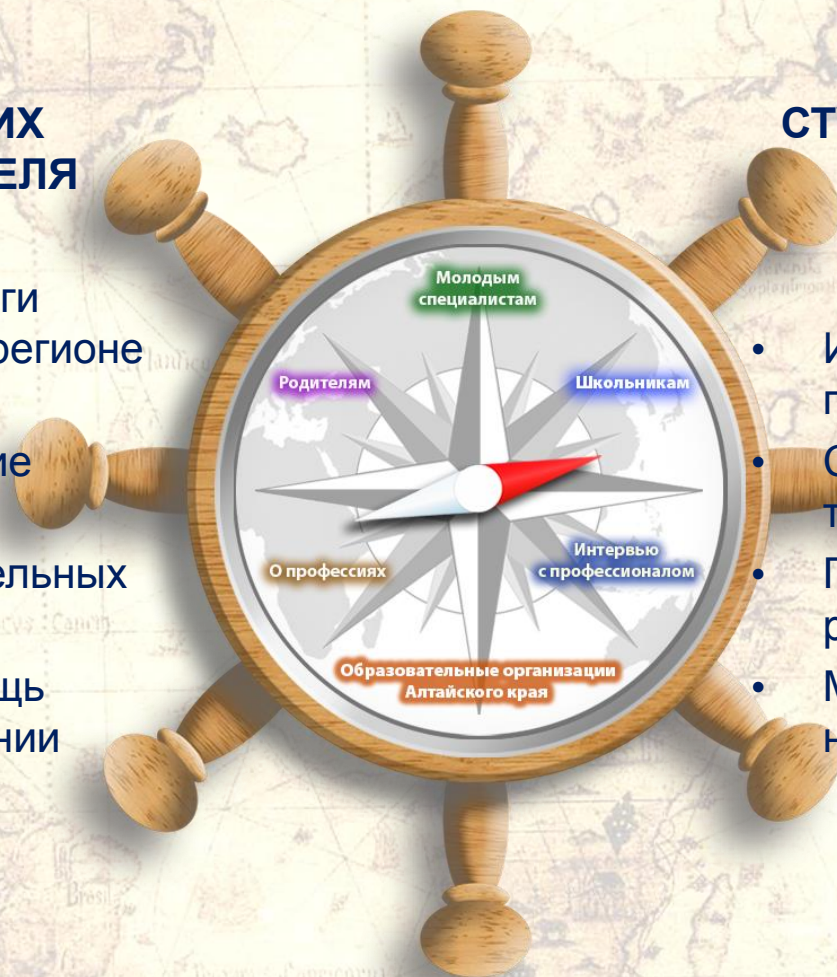 ИХ
ЕЛЯ
ги
регионе
ие
ельных
щь
нии
Молодым
специалистам
Родителям
Школьникам
О профессиях
Интервью
с профессионалом
Образовательные организации
Алтайского края
СТ
• И
п
• С
т
• П
р
• М
н